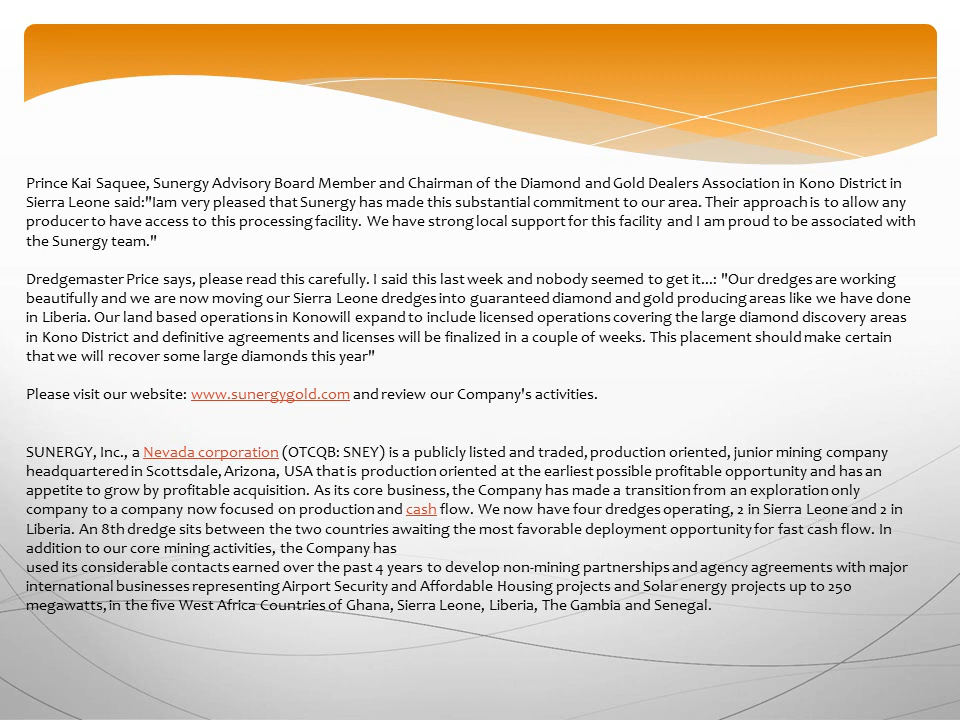 Prince Kai Saquee, Sunergy Advisory Board Member and Chairman of the Diamond and Gold Dealers Association in Kono District in
Sierra Leone said:"Iam very pleased that Sunergy has made this substantial commitment to our area. Their approach is to allow any
producer to have access to this processing facility. We have strong local support for this facility and I am proud to be associated with
the Sunergy team."
Dredgemaster Price says, please read this carefully. I said this last week and nobody seemed to get it...: "Our dredges are working
beautifully and we are now moving our Sierra Leone dredges into guaranteed diamond and gold producing areas like we have done
in Liberia. Our land based operations in Konowill expand to include licensed operations covering the large diamond discovery areas
in Kono District and definitive agreements and licenses will be finalized in a couple of weeks. This placement should make certain
that we will recover some large diamonds this year"
Please visit our website: www.sunergygold.com and review our Company's activities.
SUNERGY, Inc., a Nevada corporation (OTCQB: SNEY) is a publicly listed and traded, production oriented, junior mining company
headquartered in Scottsdale, Arizona, USA that is production oriented at the earliest possible profitable opportunity and has an
appetite to grow by profitable acquisition. As its core business, the Company has made a transition from an exploration only
company to a company now focused on production and cash flow. We now have four dredges operating, 2 in Sierra Leone and 2 in
Liberia. An 8th dredge sits between the two countries awaiting the most favorable deployment opportunity for fast cash flow. In
addition to our core mining activities, the Company has
used its considerable contacts earned over the past 4 years to develop non-mining partnerships and agency agreements with major
international businesses representing Airport Security and Affordable Housing projects and Solar energy projects up to 250
megawatts, in the five West Africa Countries of Ghana, Sierra Leone, Liberia, The Gambia and Senegal.